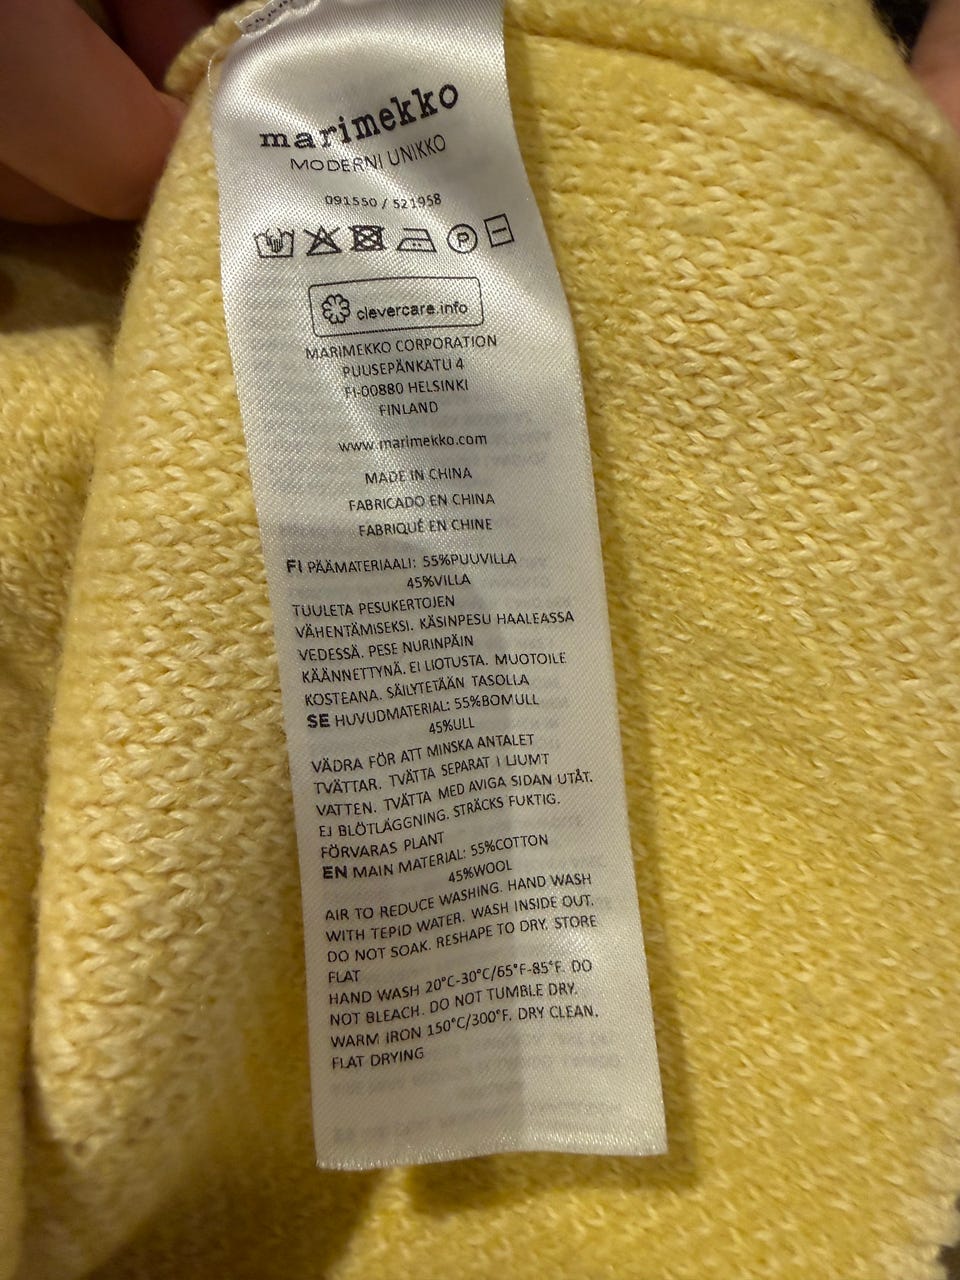 marimekko
MODERNI UNIKKO
091550 / 521958
P
clevercare.info
MARIMEKKO CORPORATION
PUUSEPÄNKATU 4
FI-00880 HELSINKI
FINLAND
www.marimekko.com
MADE IN CHINA
FABRICADO EN CHINA
FABRIQUÉ EN CHINE
FI PÄÄMATERIAALI: 55%PUUVILLA
45%VILLA
TUULETA PESUKERTOJEN
VÄHENTÄMISEKSI. KÄSINPESU HAALEASSA
VEDESSÄ. PESE NURINPÄIN
KÄÄNNETTYNÄ. EI LIOTUSTA. MUOTOILE
KOSTEANA. SÄILYTETÄÄN TASOLLA
SE HUVUDMATERIAL: 55%BOMULL
45%ULL
VÄDRA FÖR ATT MINSKA ANTALET
TVÄTTAR. TVÄTTA SEPARAT I LJUMT
VATTEN. TVÄTTA MED AVIGA SIDAN UTÅT.
EJ BLÖTLÄGGNING. STRÄCKS FUKTIG.
FÖRVARAS PLANT
EN MAIN MATERIAL: 55%COTTON
45%WOOL
AIR TO REDUCE WASHING. HAND WASH
WITH TEPID WATER. WASH INSIDE OUT.
DO NOT SOAK. RESHAPE TO DRY. STORE
FLAT
HAND WASH 20°C-30°C/65°F-85°F. DO
NOT BLEACH. DO NOT TUMBLE DRY.
WARM IRON 150°C/300°F. DRY CLEAN.
FLAT DRYING